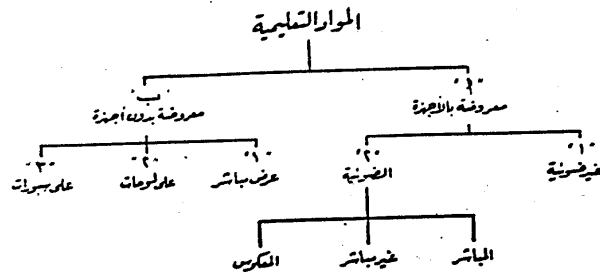 المواد التعليمية
"أ"
معروضة بالأجهزة
"ب"
معروضة بدون أجهزة
"١"
غير ضوئية
"٢"
الضوئية
"١"
عرض مباشر
"٢"
على لوحات
"٣"
على سبورات
المباشر
غير مباشر
المعكوس